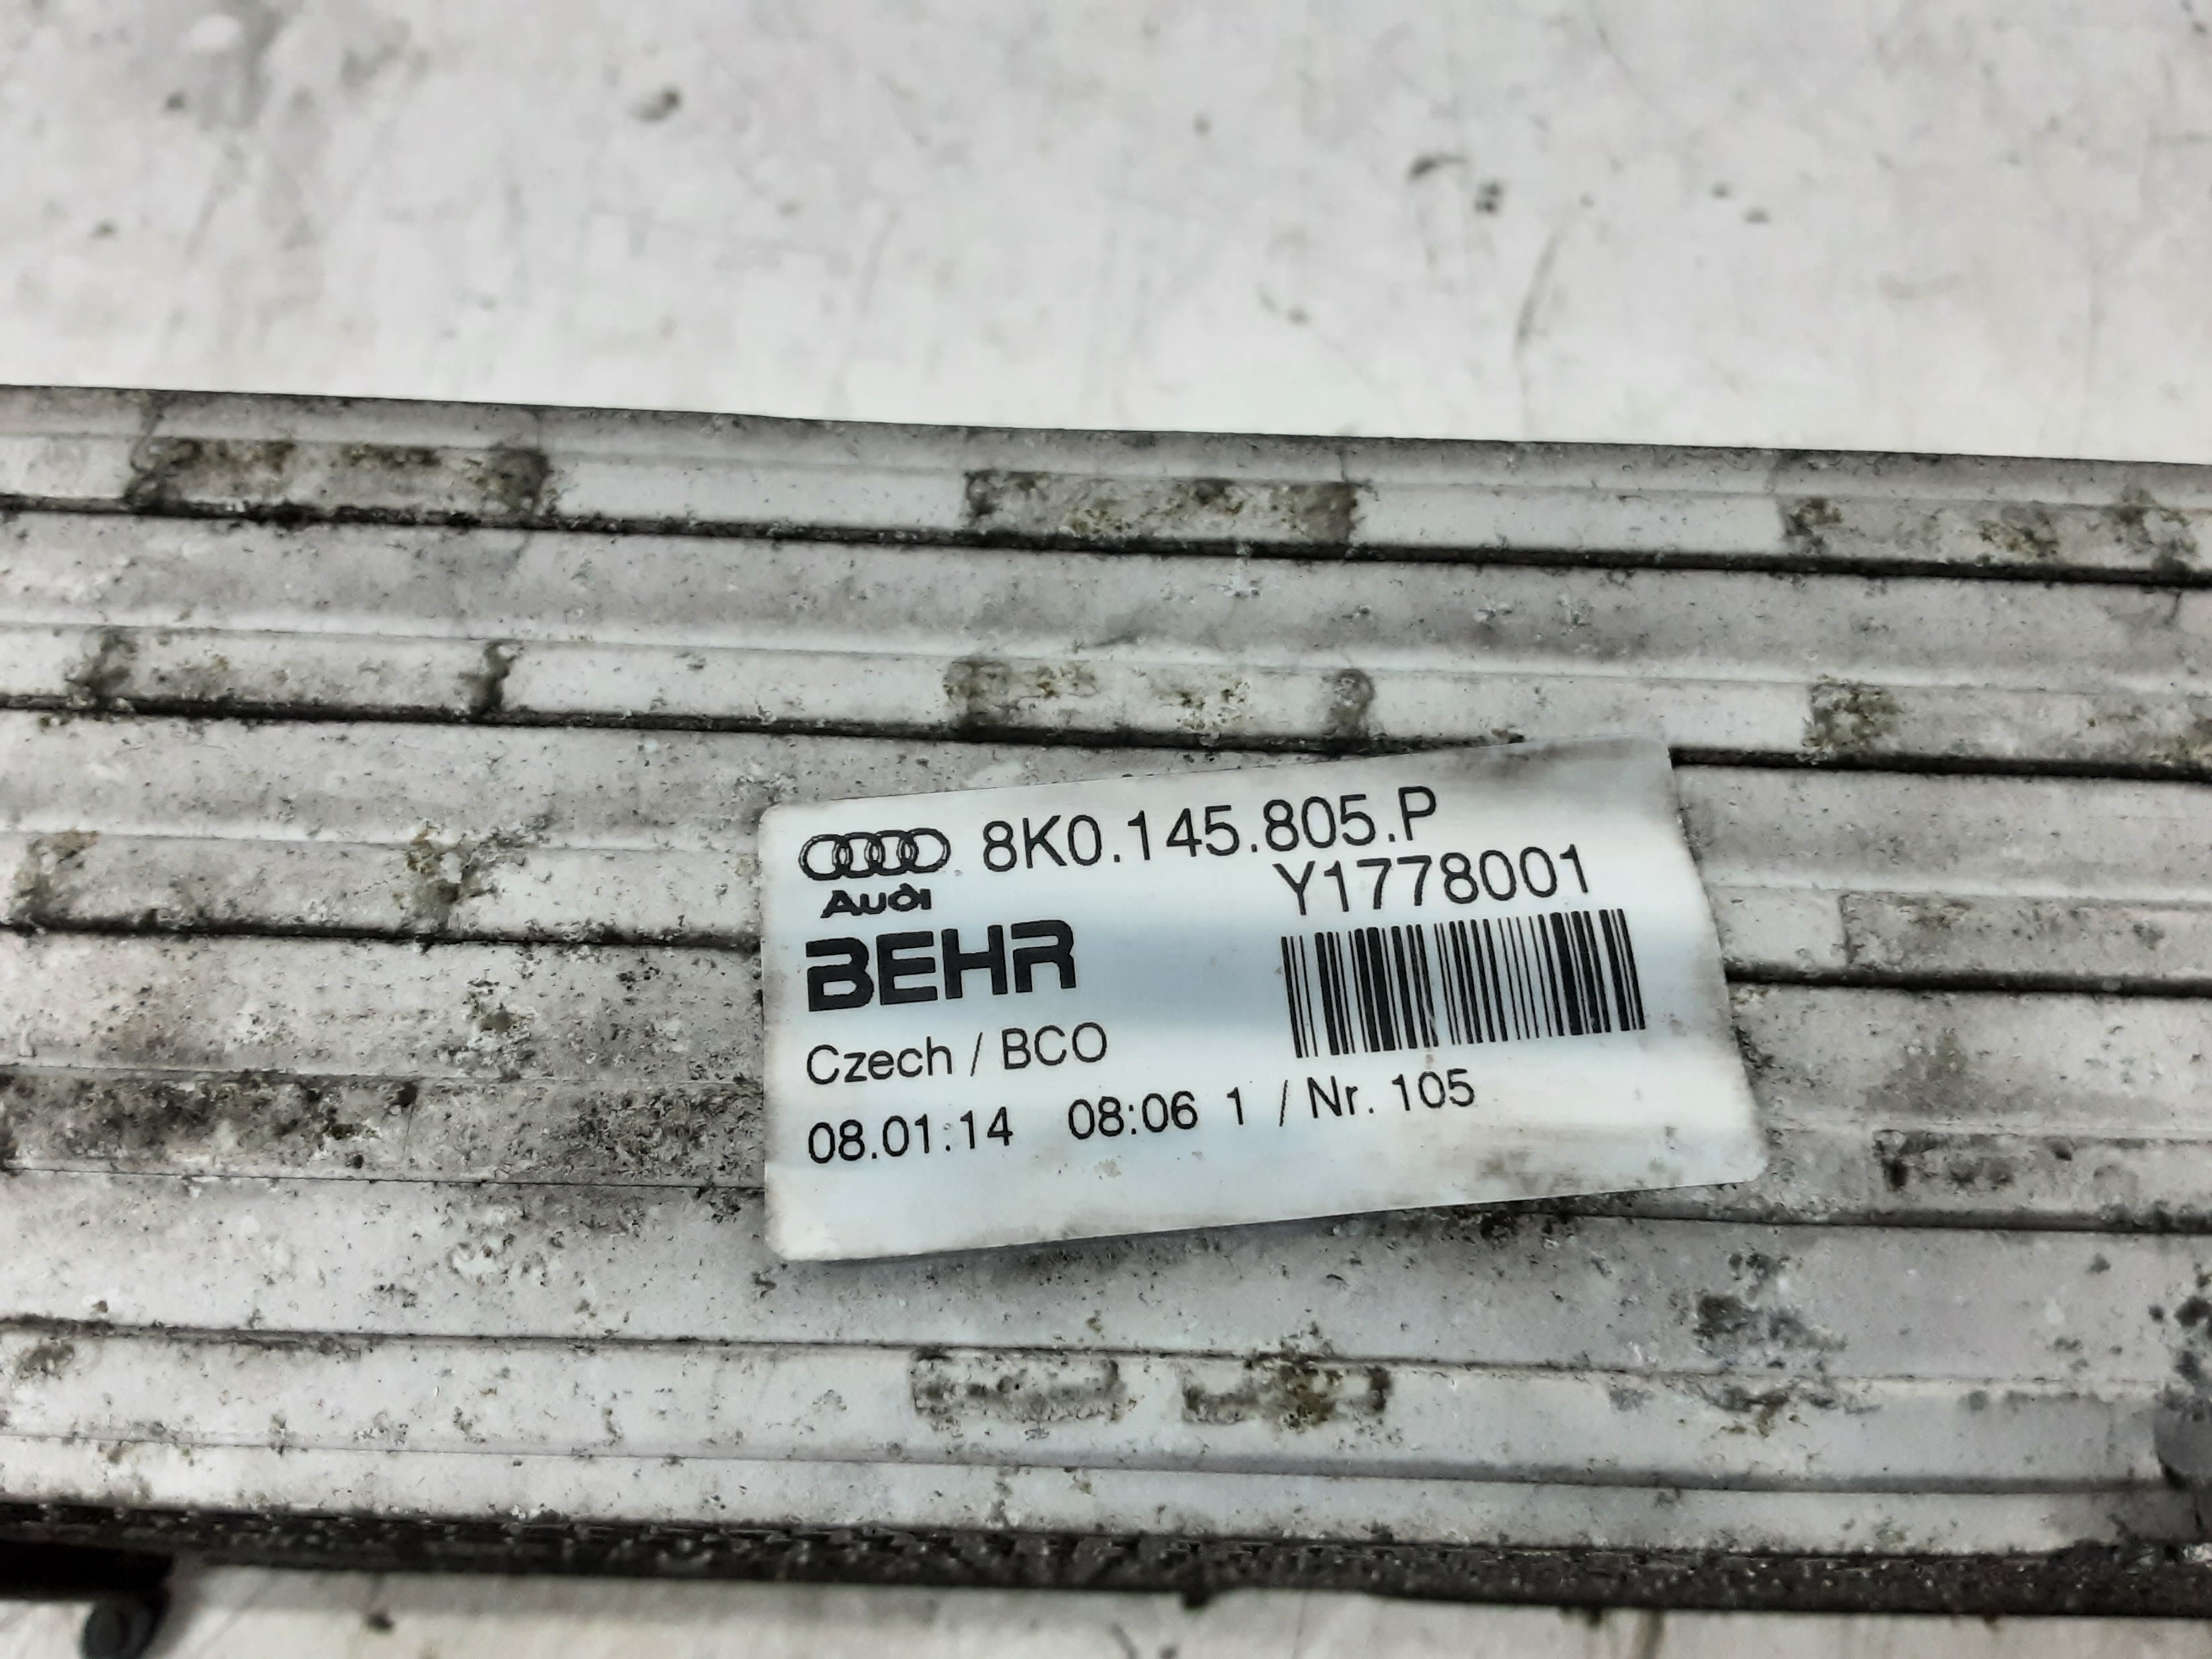 8K0.145.805.P
Audi
Y1778001
BEHR
Czech / BCO
08.01.14 08:06 1 / Nr. 105